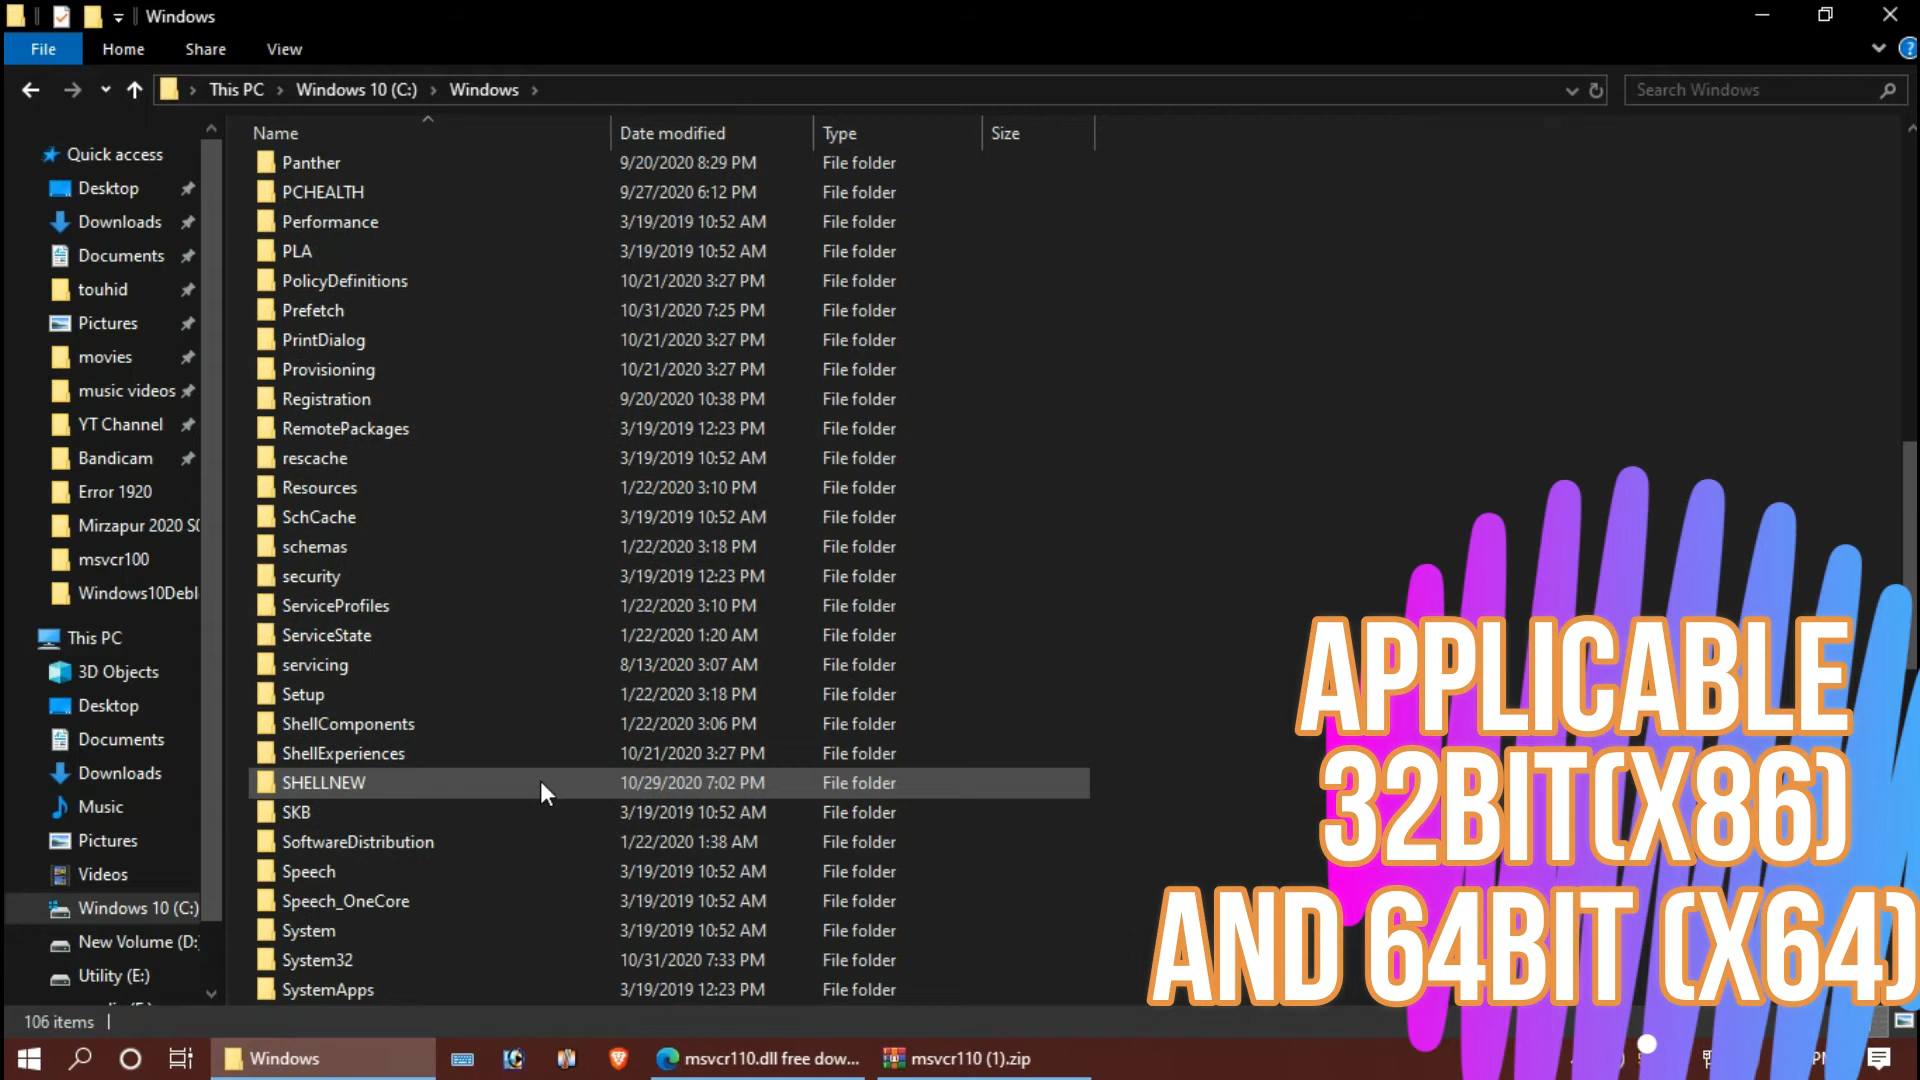 Windows
File Home Share View
This PC > Windows 10 (C:) > Windows >
Search Windows
Name Date modified Type Size
Quick access
Desktop
Downloads
Documents
touhid
Pictures
movies
music videos
YT Channel
Bandicam
Error 1920
Mirzapur 2020 S0
msvcr100
Windows10Debl
This PC
3D Objects
Desktop
Documents
Downloads
Music
Pictures
Videos
Windows 10 (C:)
New Volume (D:)
Utility (E:)
Panther 9/20/2020 8:29 PM File folder
PCHEALTH 9/27/2020 6:12 PM File folder
Performance 3/19/2019 10:52 AM File folder
PLA 3/19/2019 10:52 AM File folder
PolicyDefinitions 10/21/2020 3:27 PM File folder
Prefetch 10/31/2020 7:25 PM File folder
PrintDialog 10/21/2020 3:27 PM File folder
Provisioning 10/21/2020 3:27 PM File folder
Registration 9/20/2020 10:38 PM File folder
RemotePackages 3/19/2019 12:23 PM File folder
rescache 3/19/2019 10:52 AM File folder
Resources 1/22/2020 3:10 PM File folder
SchCache 3/19/2019 10:52 AM File folder
schemas 1/22/2020 3:18 PM File folder
security 3/19/2019 12:23 PM File folder
ServiceProfiles 1/22/2020 3:10 PM File folder
ServiceState 1/22/2020 1:20 AM File folder
servicing 8/13/2020 3:07 AM File folder
Setup 1/22/2020 3:18 PM File folder
ShellComponents 1/22/2020 3:06 PM File folder
ShellExperiences 10/21/2020 3:27 PM File folder
SHELLNEW 10/29/2020 7:02 PM File folder
SKB 3/19/2019 10:52 AM File folder
SoftwareDistribution 1/22/2020 1:38 AM File folder
Speech 3/19/2019 10:52 AM File folder
Speech_OneCore 3/19/2019 10:52 AM File folder
System 3/19/2019 10:52 AM File folder
System32 10/31/2020 7:33 PM File folder
SystemApps 3/19/2019 12:23 PM File folder
APPLICABLE
32BIT(X86)
AND 64BIT (X64)
106 items
Windows
msvcr110.dll free dow...
msvcr110 (1).zip